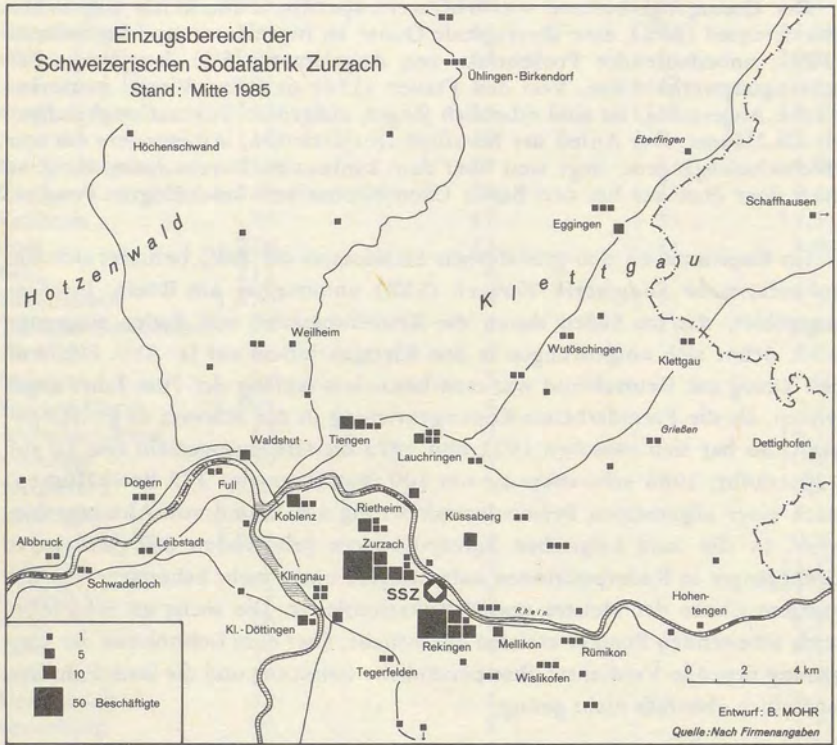 Einzugsbereich der
Schweizerischen Sodafabrik Zurzach
Stand: Mitte 1985
Ühlingen-Birkendorf
Höchenschwand
Eberfingen
Schaffhausen
Eggingen
Hotzenwald
Klettgau
Weilheim
Wutöschingen
Klettgau
Tiengen
Waldshut-
Lauchringen
Grießen
Dettighofen
Dogern
Full
Koblenz
Rietheim
Küssaberg
Albbruck
Leibstadt
Zurzach
Schwaderloch
Klingnau
SSZ
Rhein
Hohen-
tengen
Kl.-Döttingen
Rekingen
Mellikon
Rümikon
Tegerfelden
Wislikofen
1
5
10
50 Beschäftigte
0 2 4 km
Entwurf: B. MOHR
Quelle: Nach Firmenangaben